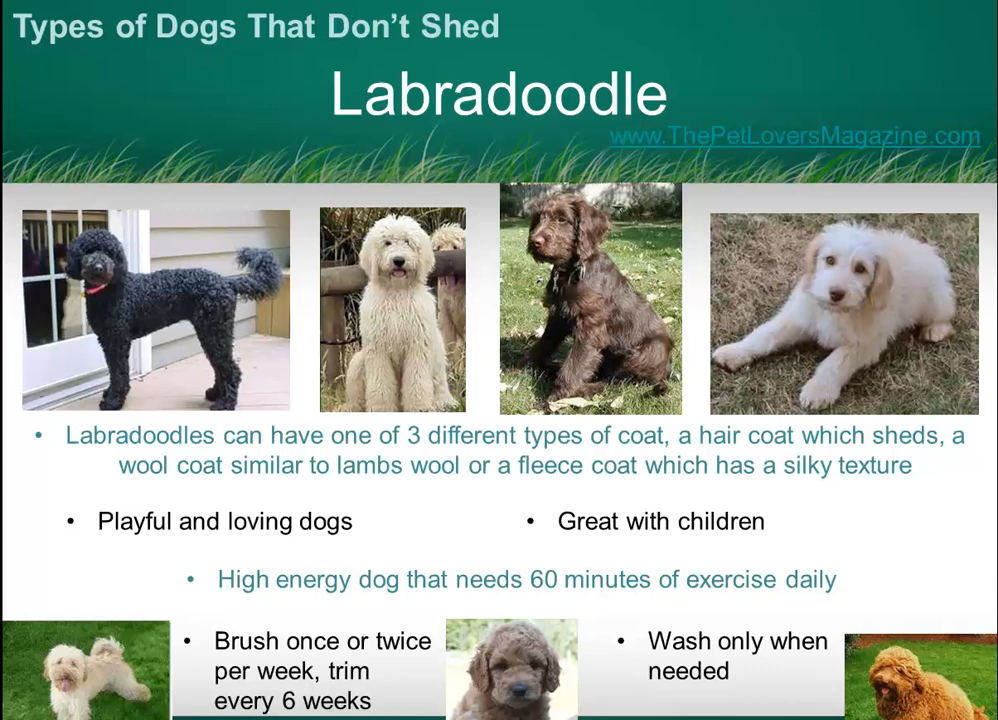 Types of Dogs That Don’t Shed
Labradoodle
www.ThePetLoversMagazine.com
• Labradoodles can have one of 3 different types of coat, a hair coat which sheds, a
wool coat similar to lambs wool or a fleece coat which has a silky texture
• Playful and loving dogs
• Great with children
• High energy dog that needs 60 minutes of exercise daily
• Brush once or twice
per week, trim
every 6 weeks
• Wash only when
needed